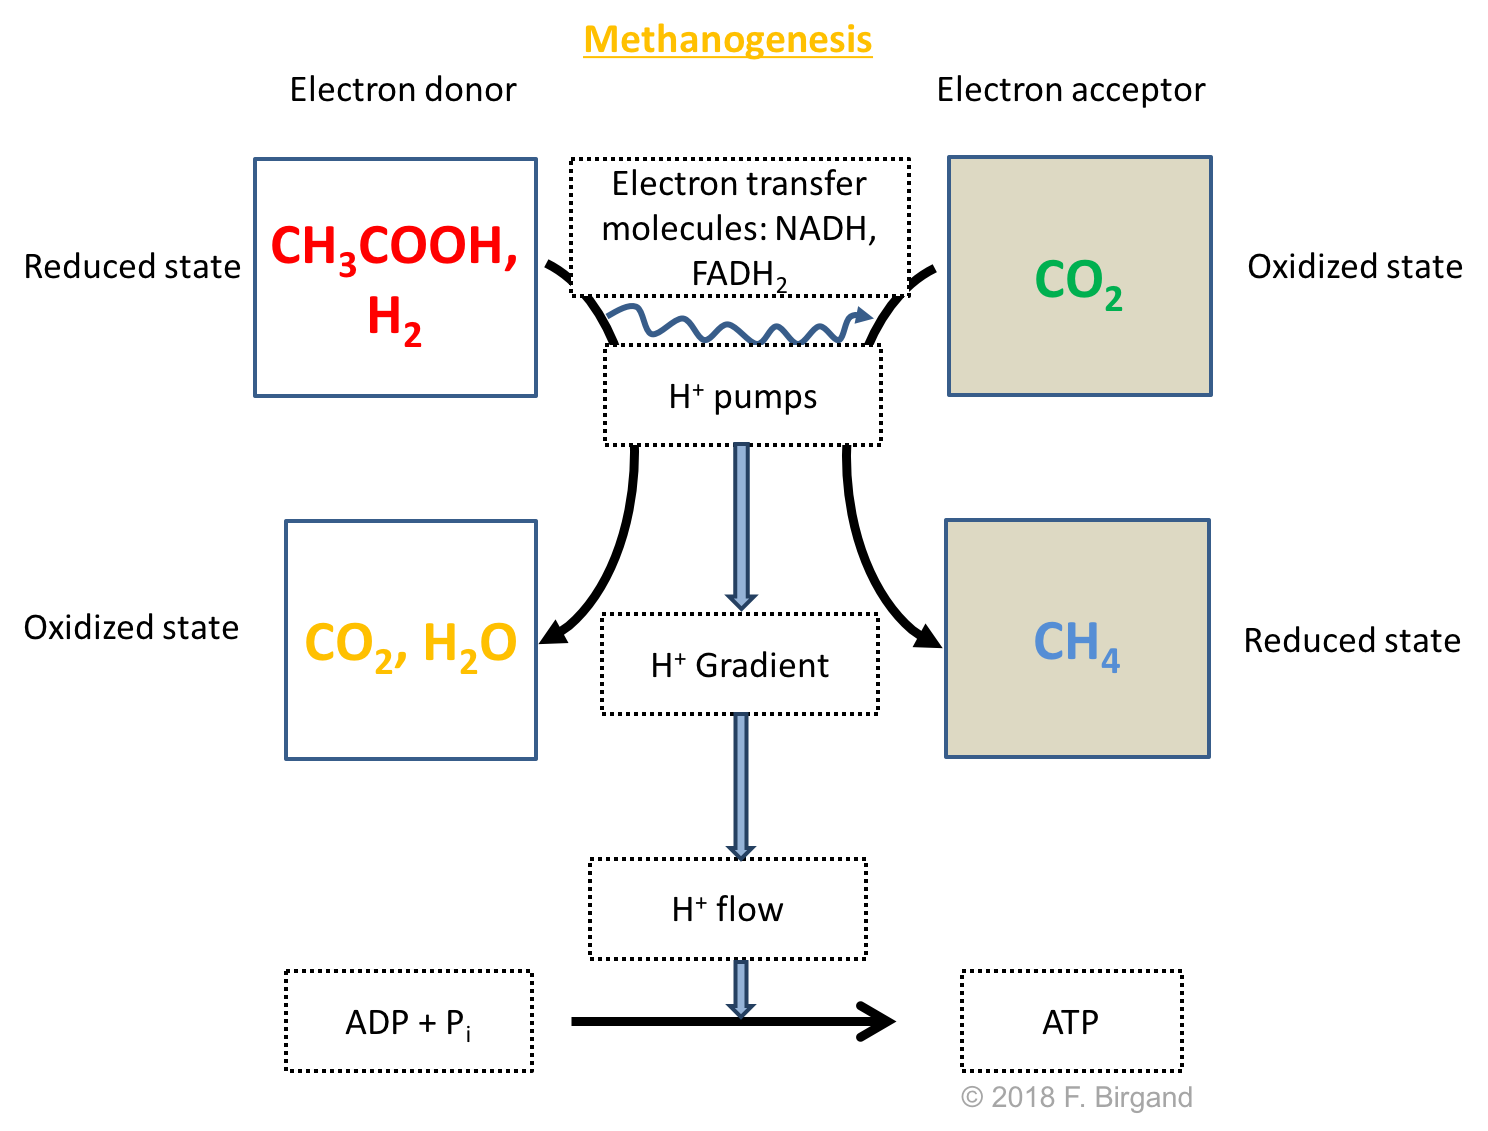 Methanogenesis
Electron donor
Electron acceptor
Reduced state
CH₃COOH,
H₂
Electron transfer
molecules: NADH,
FADH₂
CO₂
Oxidized state
H⁺ pumps
Oxidized state
CO₂, H₂O
H⁺ Gradient
CH₄
Reduced state
H⁺ flow
ADP + Pᵢ
ATP
© 2018 F. Birgand